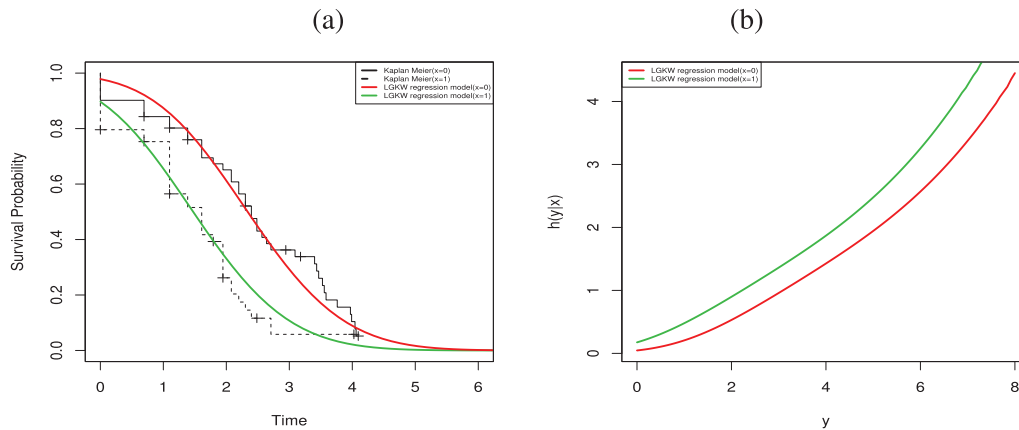 (a)
Kaplan Meier(x=0)
Kaplan Meier(x=1)
LGKW regression model(x=0)
LGKW regression model(x=1)
Survival Probability
1.0
0.8
0.6
0.4
0.2
0.0
0 1 2 3 4 5 6
Time
(b)
LGKW regression model(x=0)
LGKW regression model(x=1)
h(y|x)
4
3
2
1
0
0 2 4 6 8
y